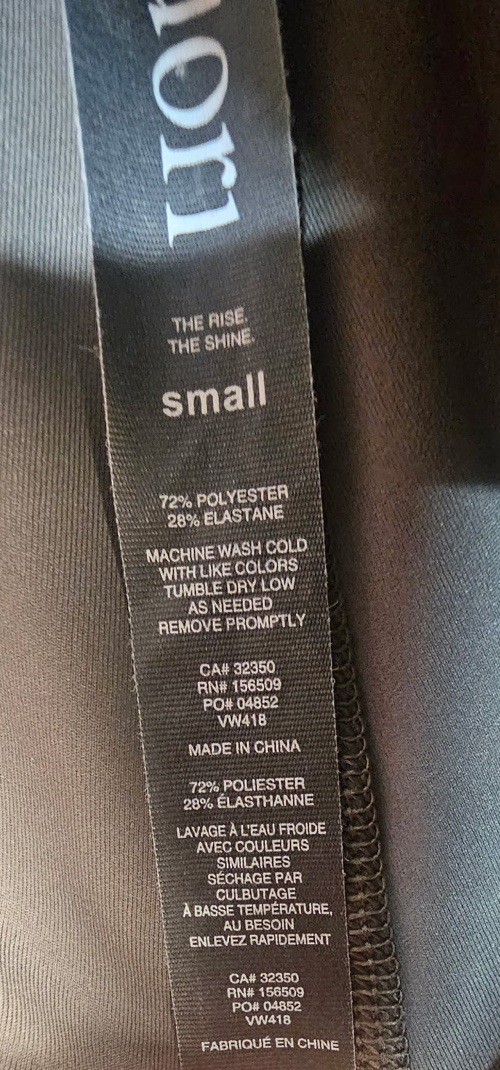 THE RISE.
THE SHINE.
small
72% POLYESTER
28% ELASTANE
MACHINE WASH COLD
WITH LIKE COLORS
TUMBLE DRY LOW
AS NEEDED
REMOVE PROMPTLY
CA# 32350
RN# 156509
PO# 04852
VW418
MADE IN CHINA
72% POLIESTER
28% ÉLASTHANNE
LAVAGE À L'EAU FROIDE
AVEC COULEURS
SIMILAIRES
SÉCHAGE PAR
CULBUTAGE
À BASSE TEMPÉRATURE,
AU BESOIN
ENLEVEZ RAPIDEMENT
CA# 32350
RN# 156509
PO# 04852
VW418
FABRIQUÉ EN CHINE